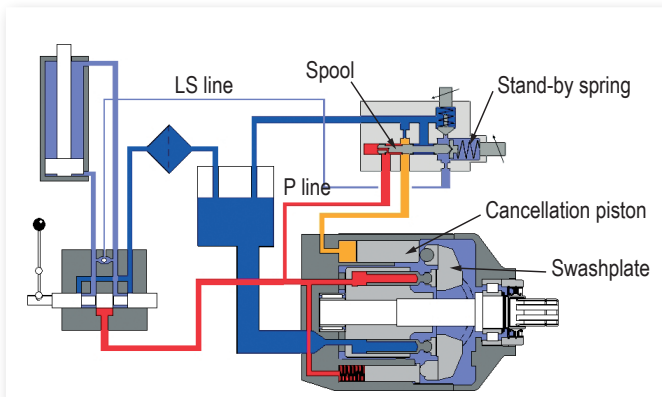 Spool
LS line
Stand-by spring
P line
Cancellation piston
Swashplate